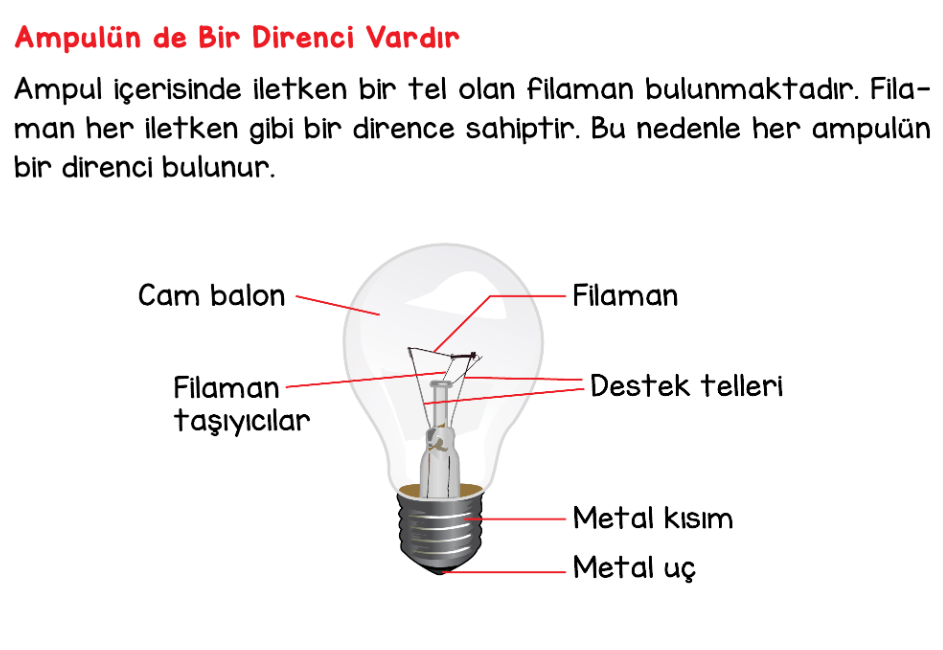 Ampulün de Bir Direnci Vardır
Ampul içerisinde iletken bir tel olan filaman bulunmaktadır. Fila-
man her iletken gibi bir dirence sahiptir. Bu nedenle her ampulün
bir direnci bulunur.
Cam balon
Filaman
Filaman
taşıyıcılar
Destek telleri
Metal kısım
Metal uç